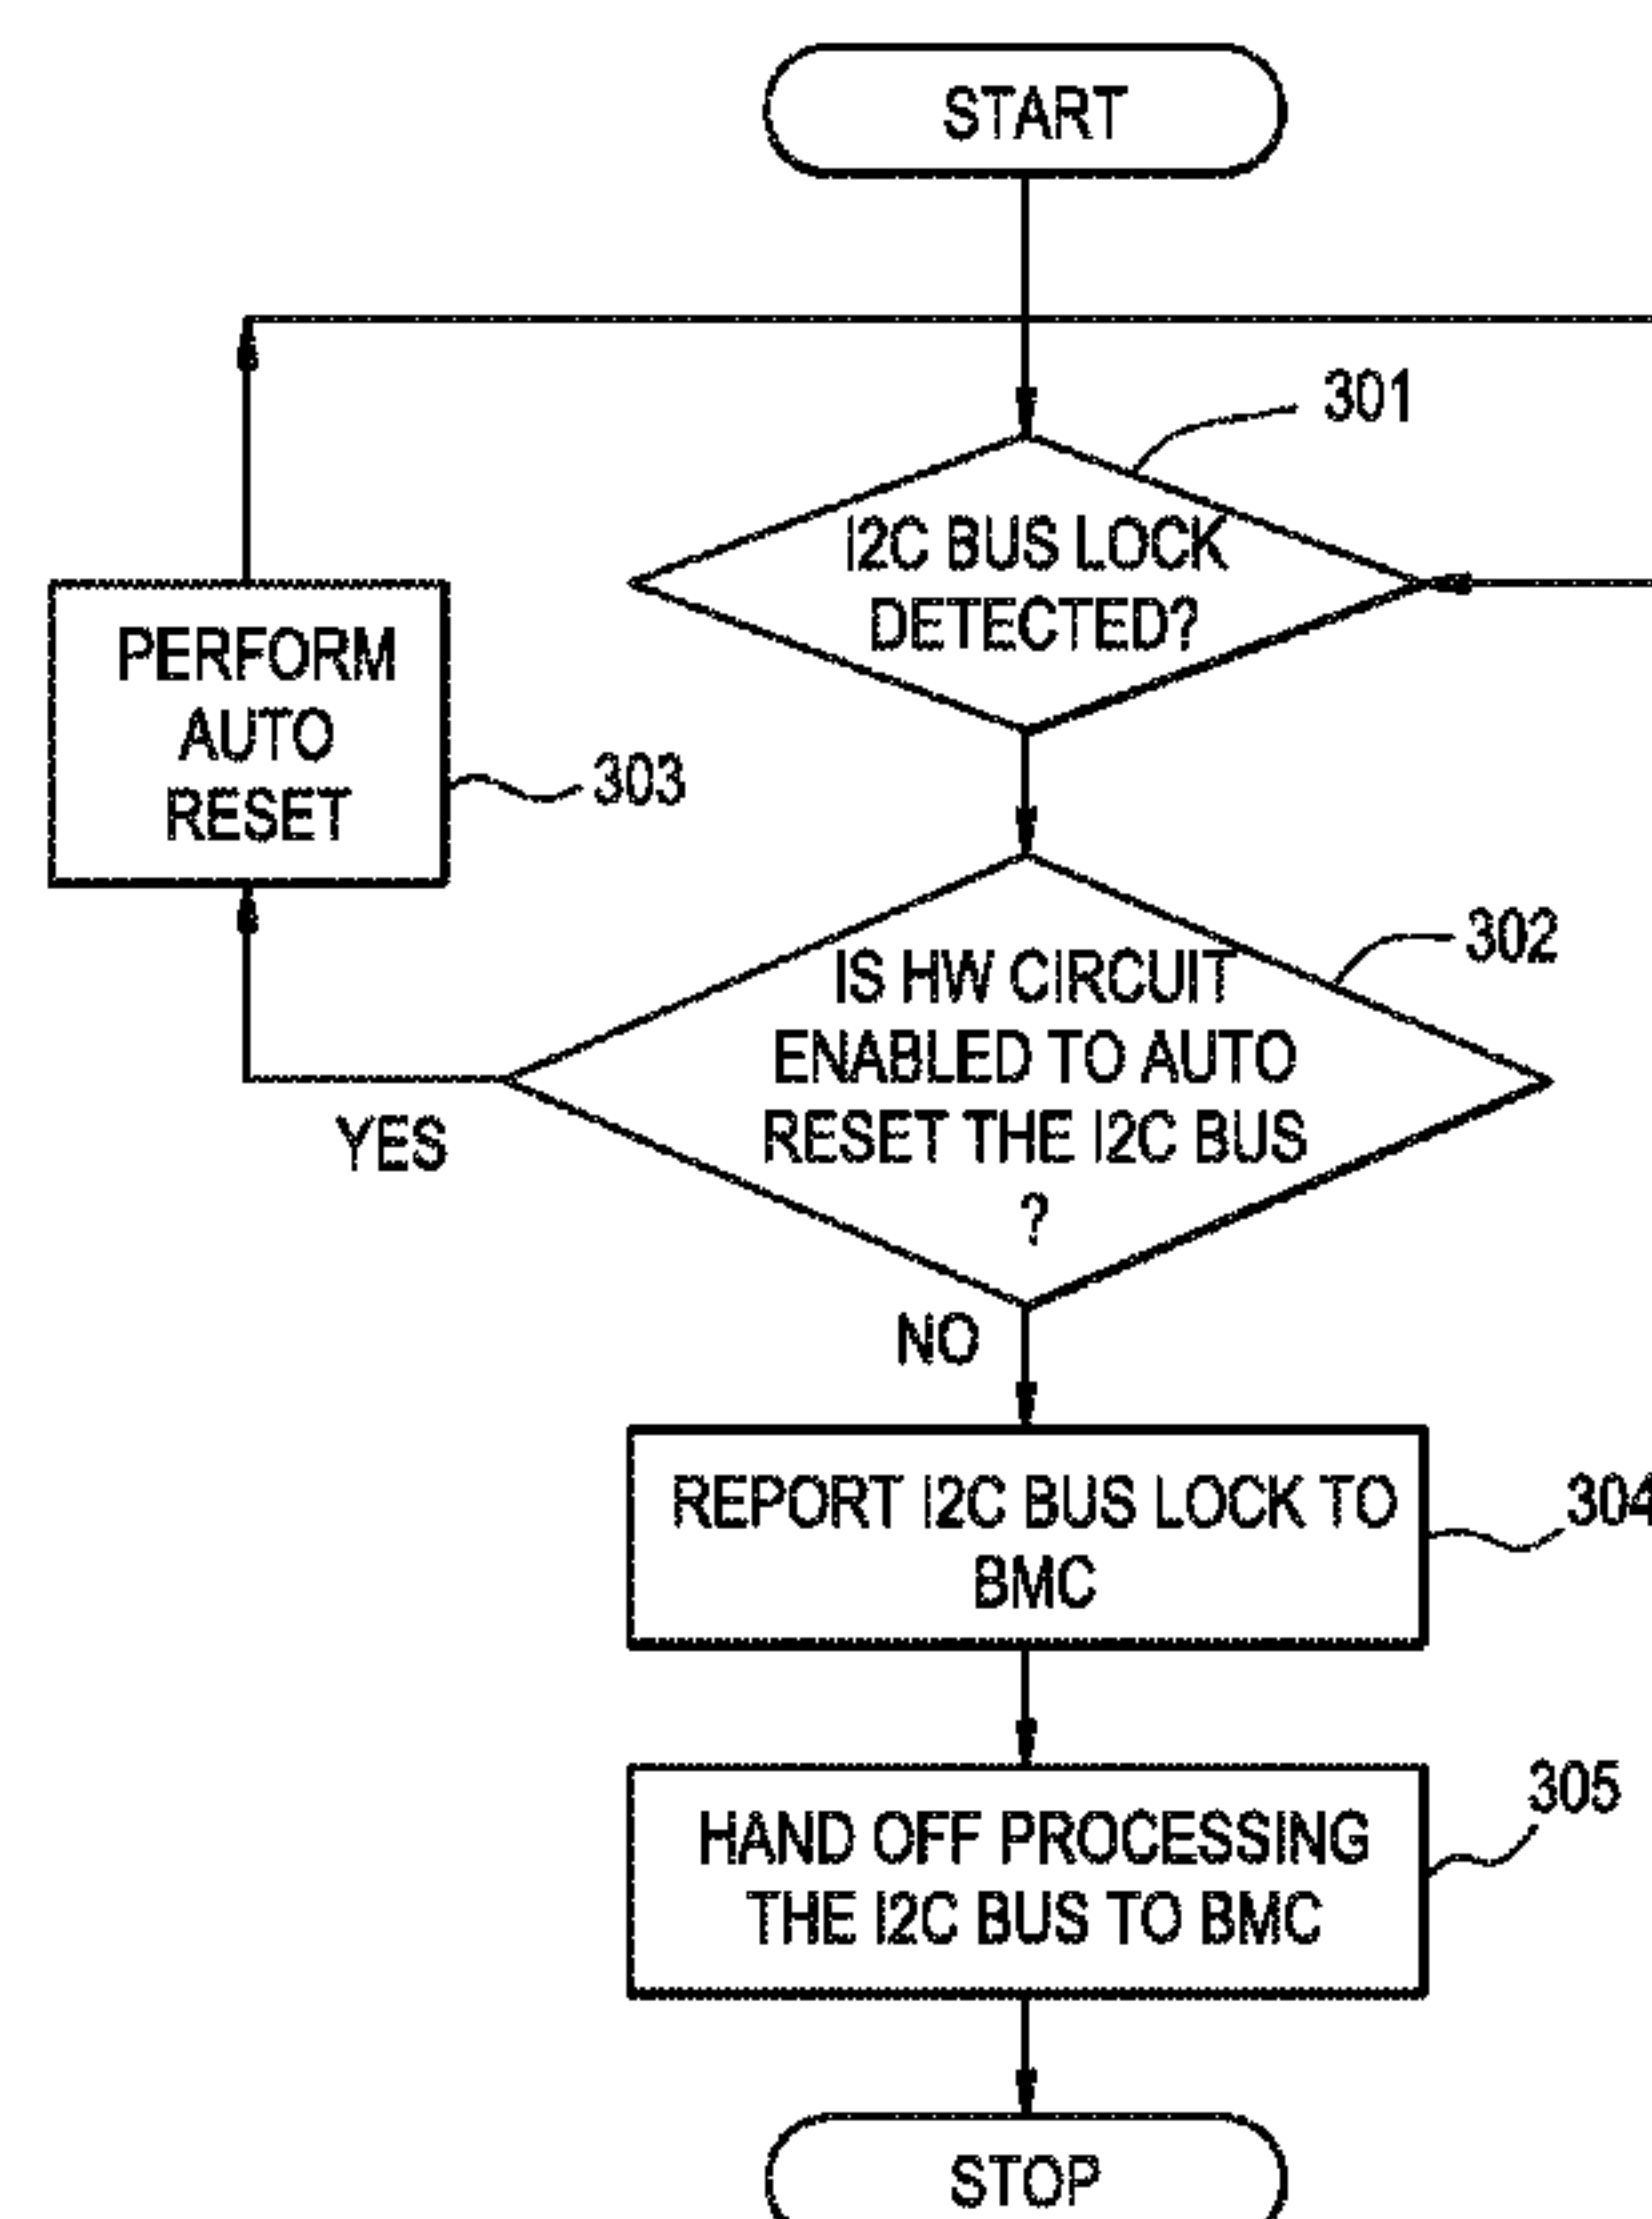 START
301
I2C BUS LOCK
DETECTED?
PERFORM
AUTO
RESET
303
302
IS HW CIRCUIT
ENABLED TO AUTO
RESET THE I2C BUS
?
YES
NO
REPORT I2C BUS LOCK TO
BMC
304
305
HAND OFF PROCESSING
THE I2C BUS TO BMC
STOP